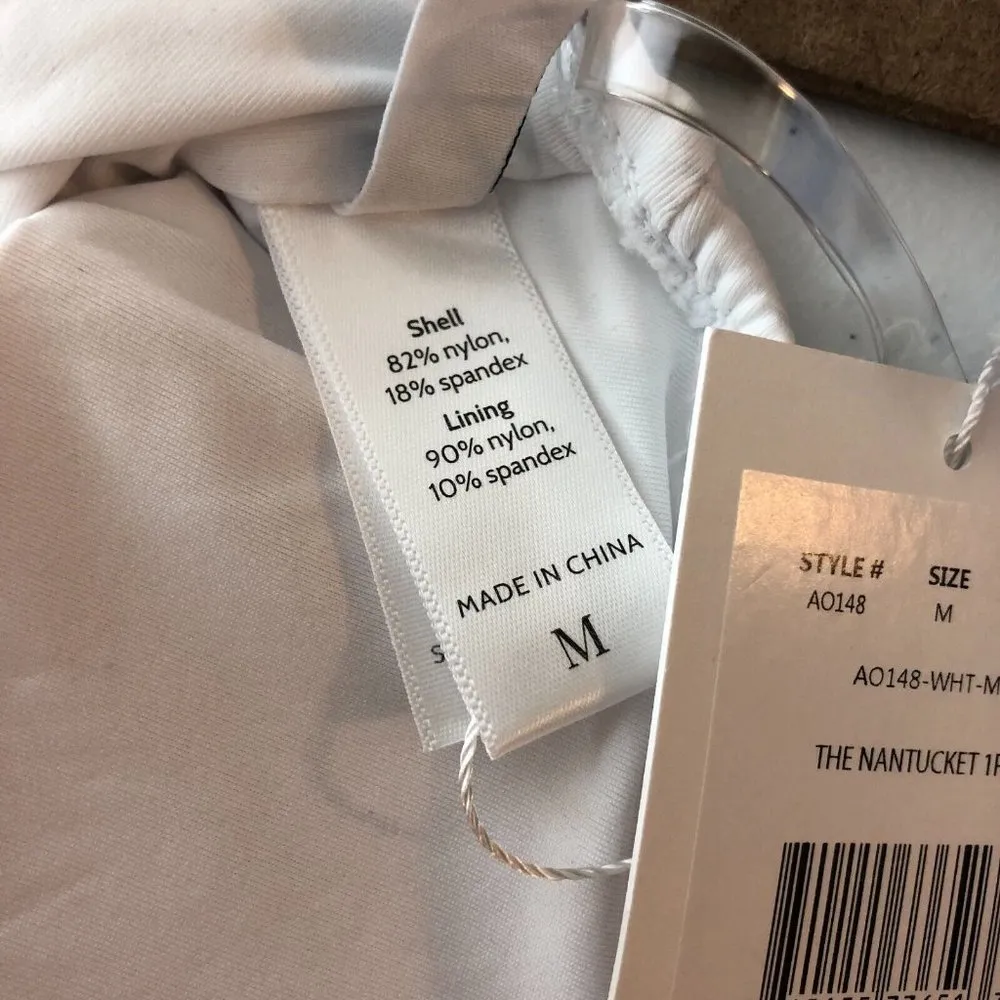 Shell
82% nylon,
18% spandex
Lining
90% nylon,
10% spandex
MADE IN CHINA
M
S
STYLE #
SIZE
AO148
M
AO148-WHT-M
THE NANTUCKET